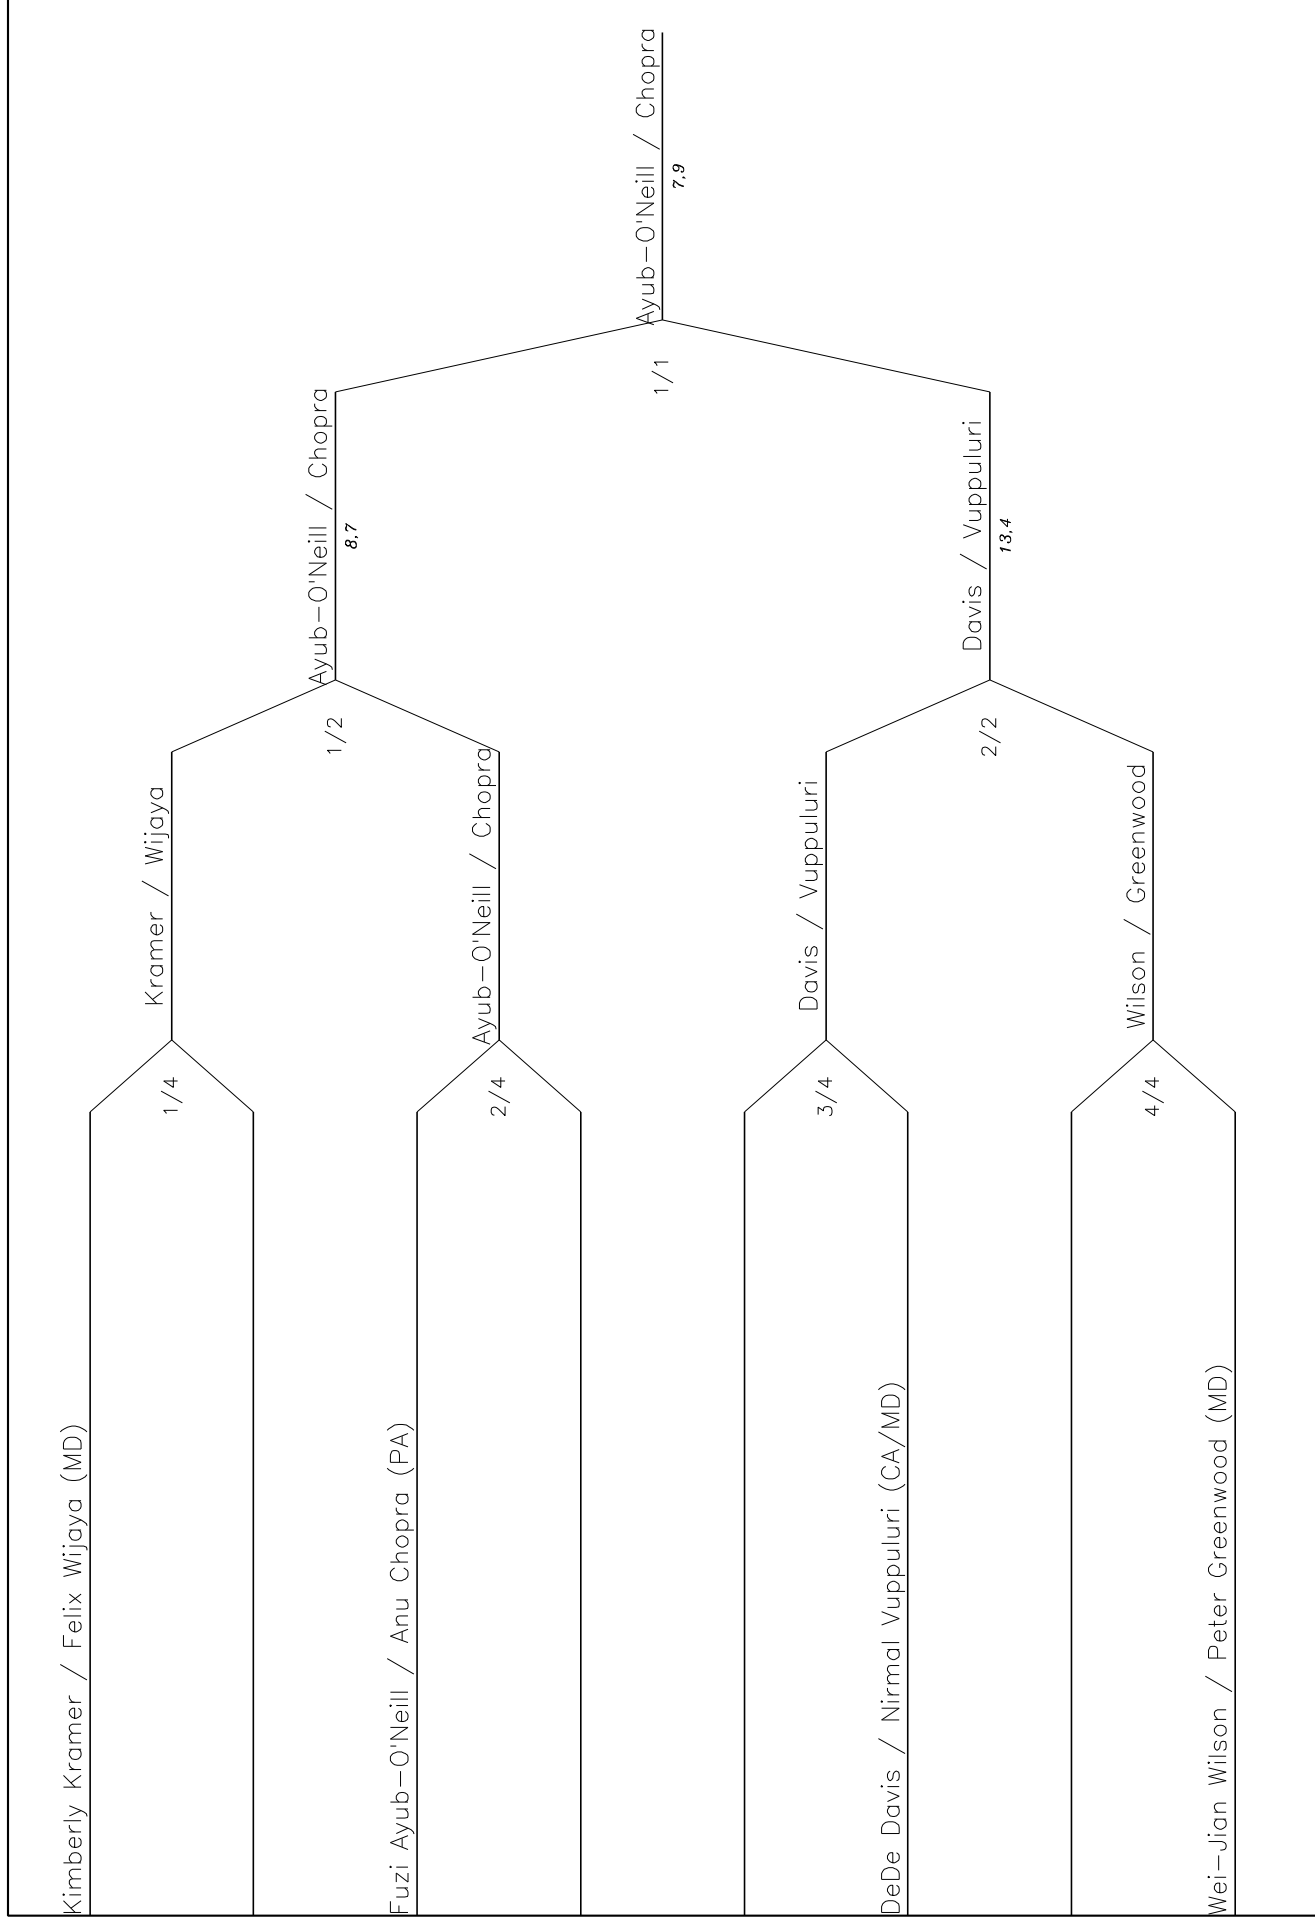 Kimberly Kramer / Felix Wijaya (MD)
Fuzi Ayub-O'Neill / Anu Chopra (PA)
DeDe Davis / Nirmal Vuppuluri (CA/MD)
Wei-Jian Wilson / Peter Greenwood (MD)
1/4
2/4
3/4
4/4
Kramer / Wijaya
Ayub-O'Neill / Chopra
Davis / Vuppuluri
Wilson / Greenwood
1/2
2/2
Ayub-O'Neill / Chopra
8,7
Davis / Vuppuluri
13,4
1/1
Ayub-O'Neill / Chopra
7,9